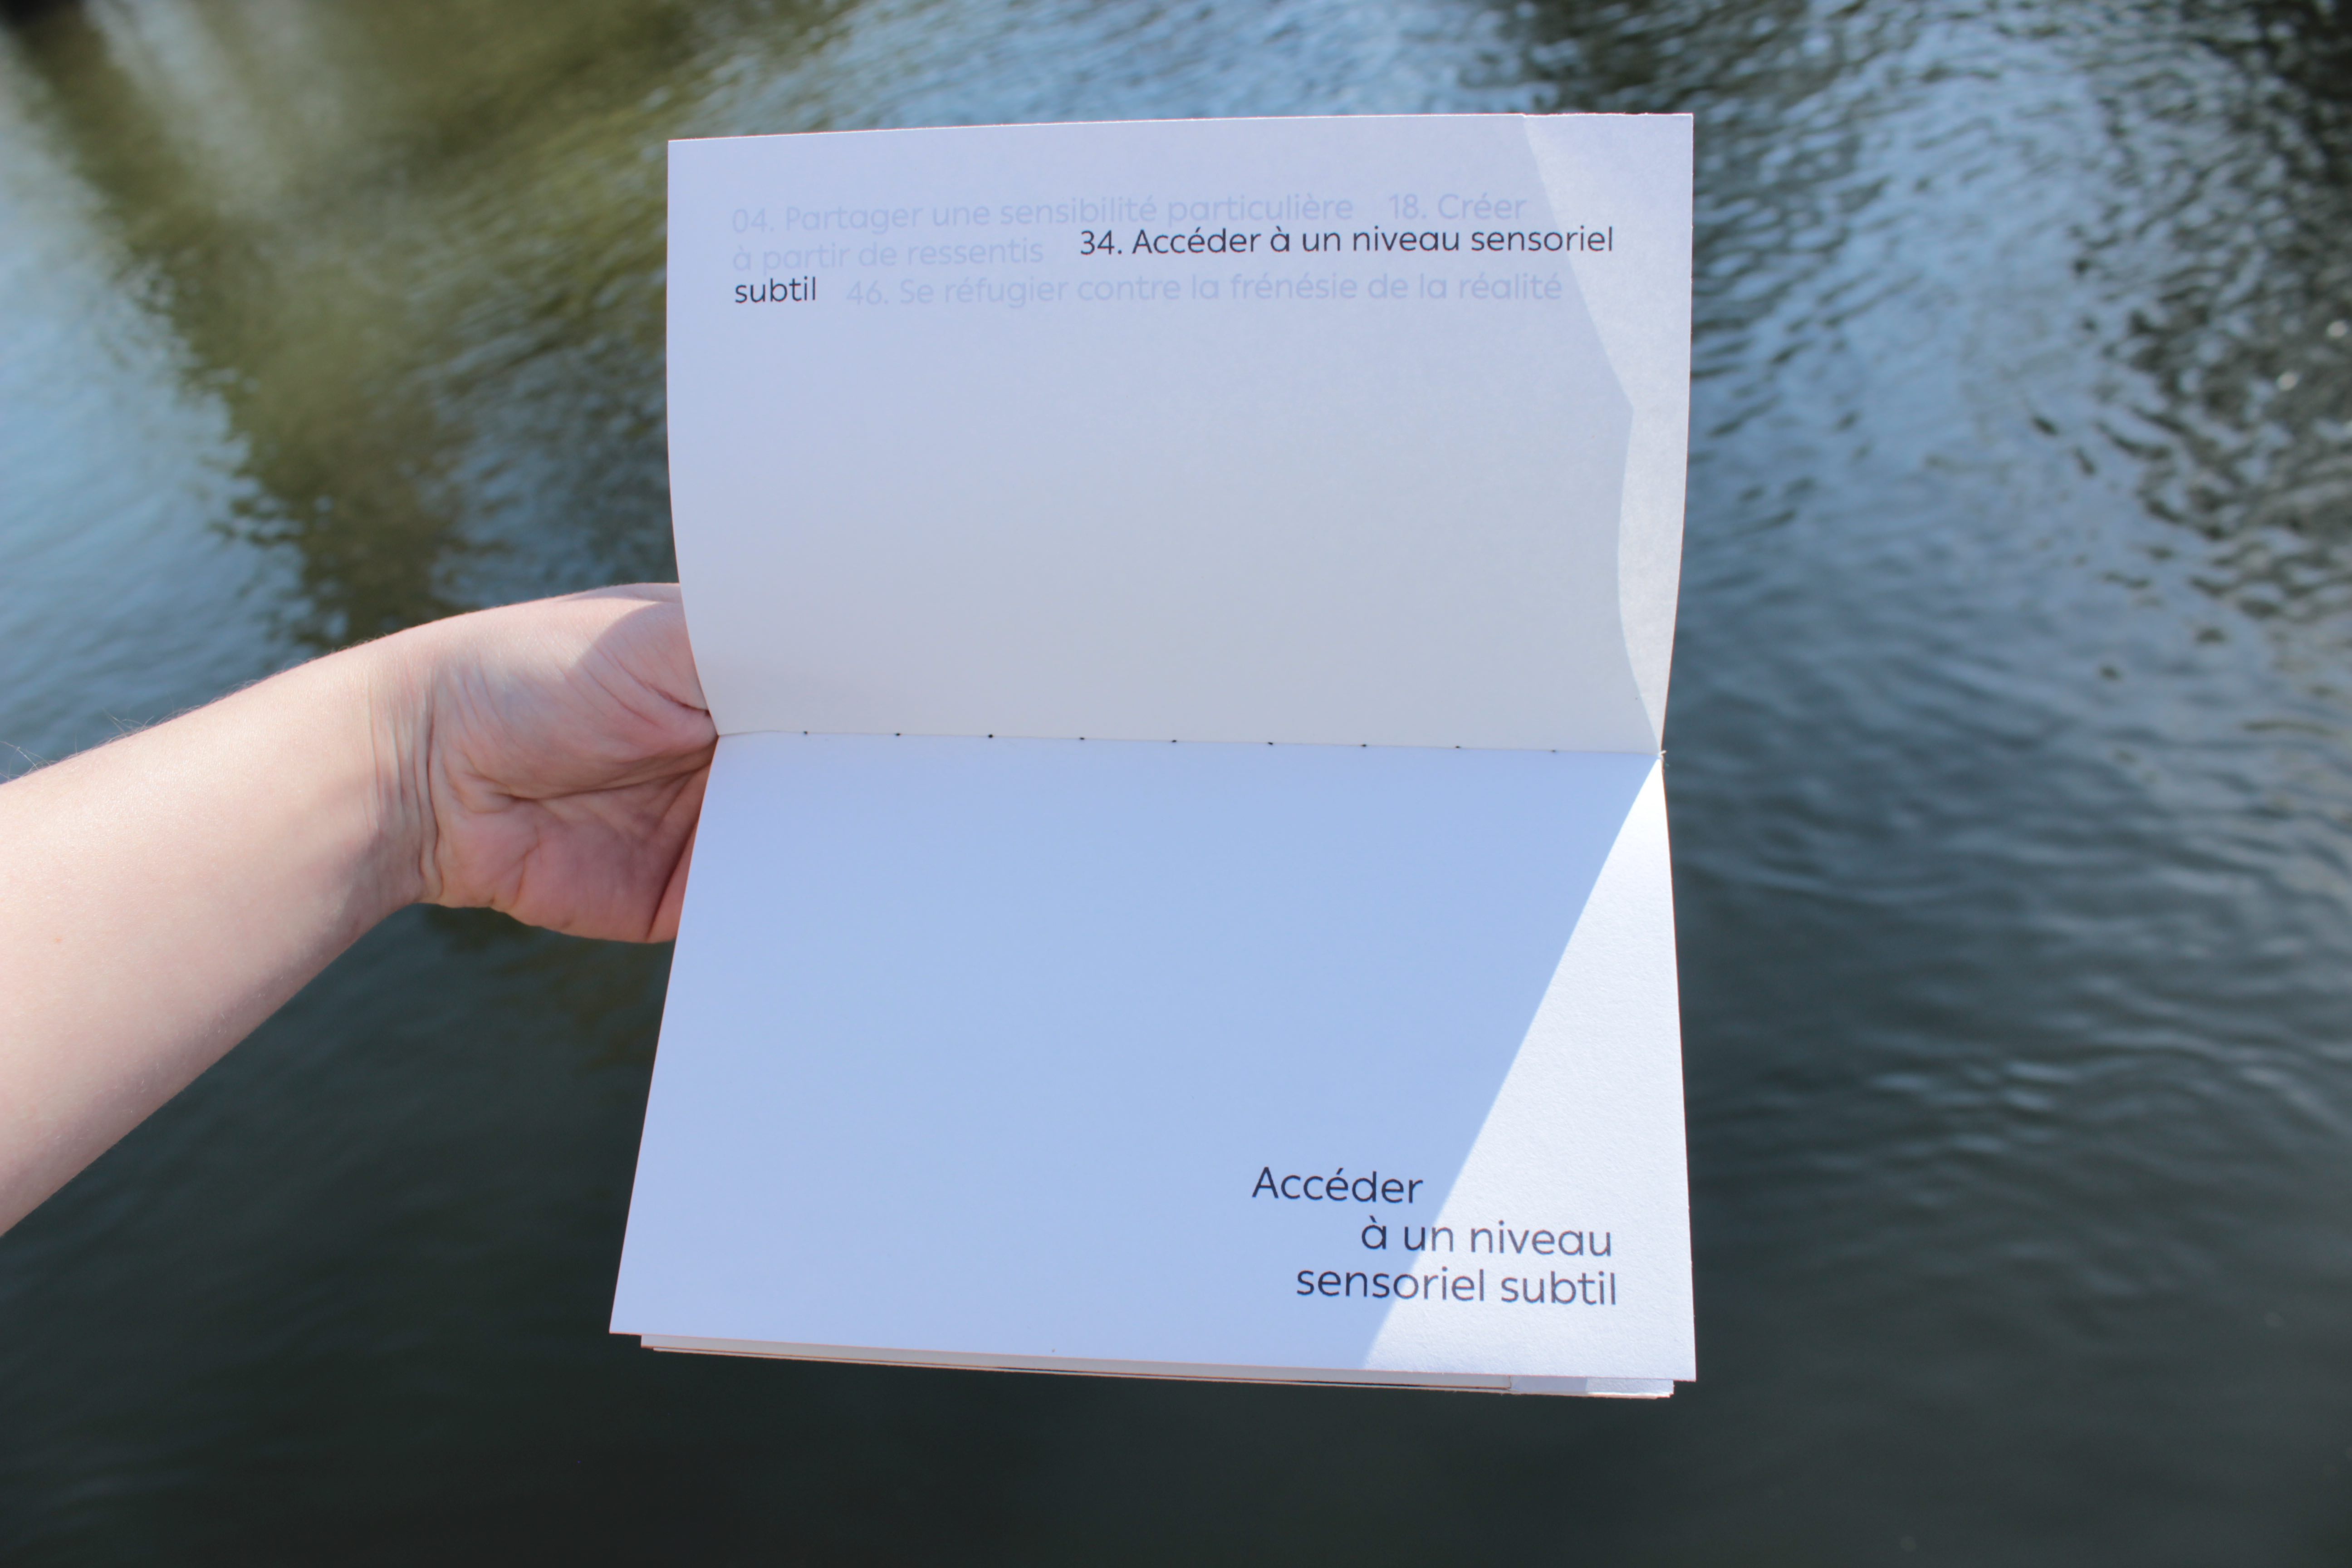 04. Partager une sensibilité particulière 18. Créer
à partir de ressentis 34. Accéder à un niveau sensoriel
subtil 46. Se réfugier contre la frénésie de la réalité
Accéder
à un niveau
sensoriel subtil